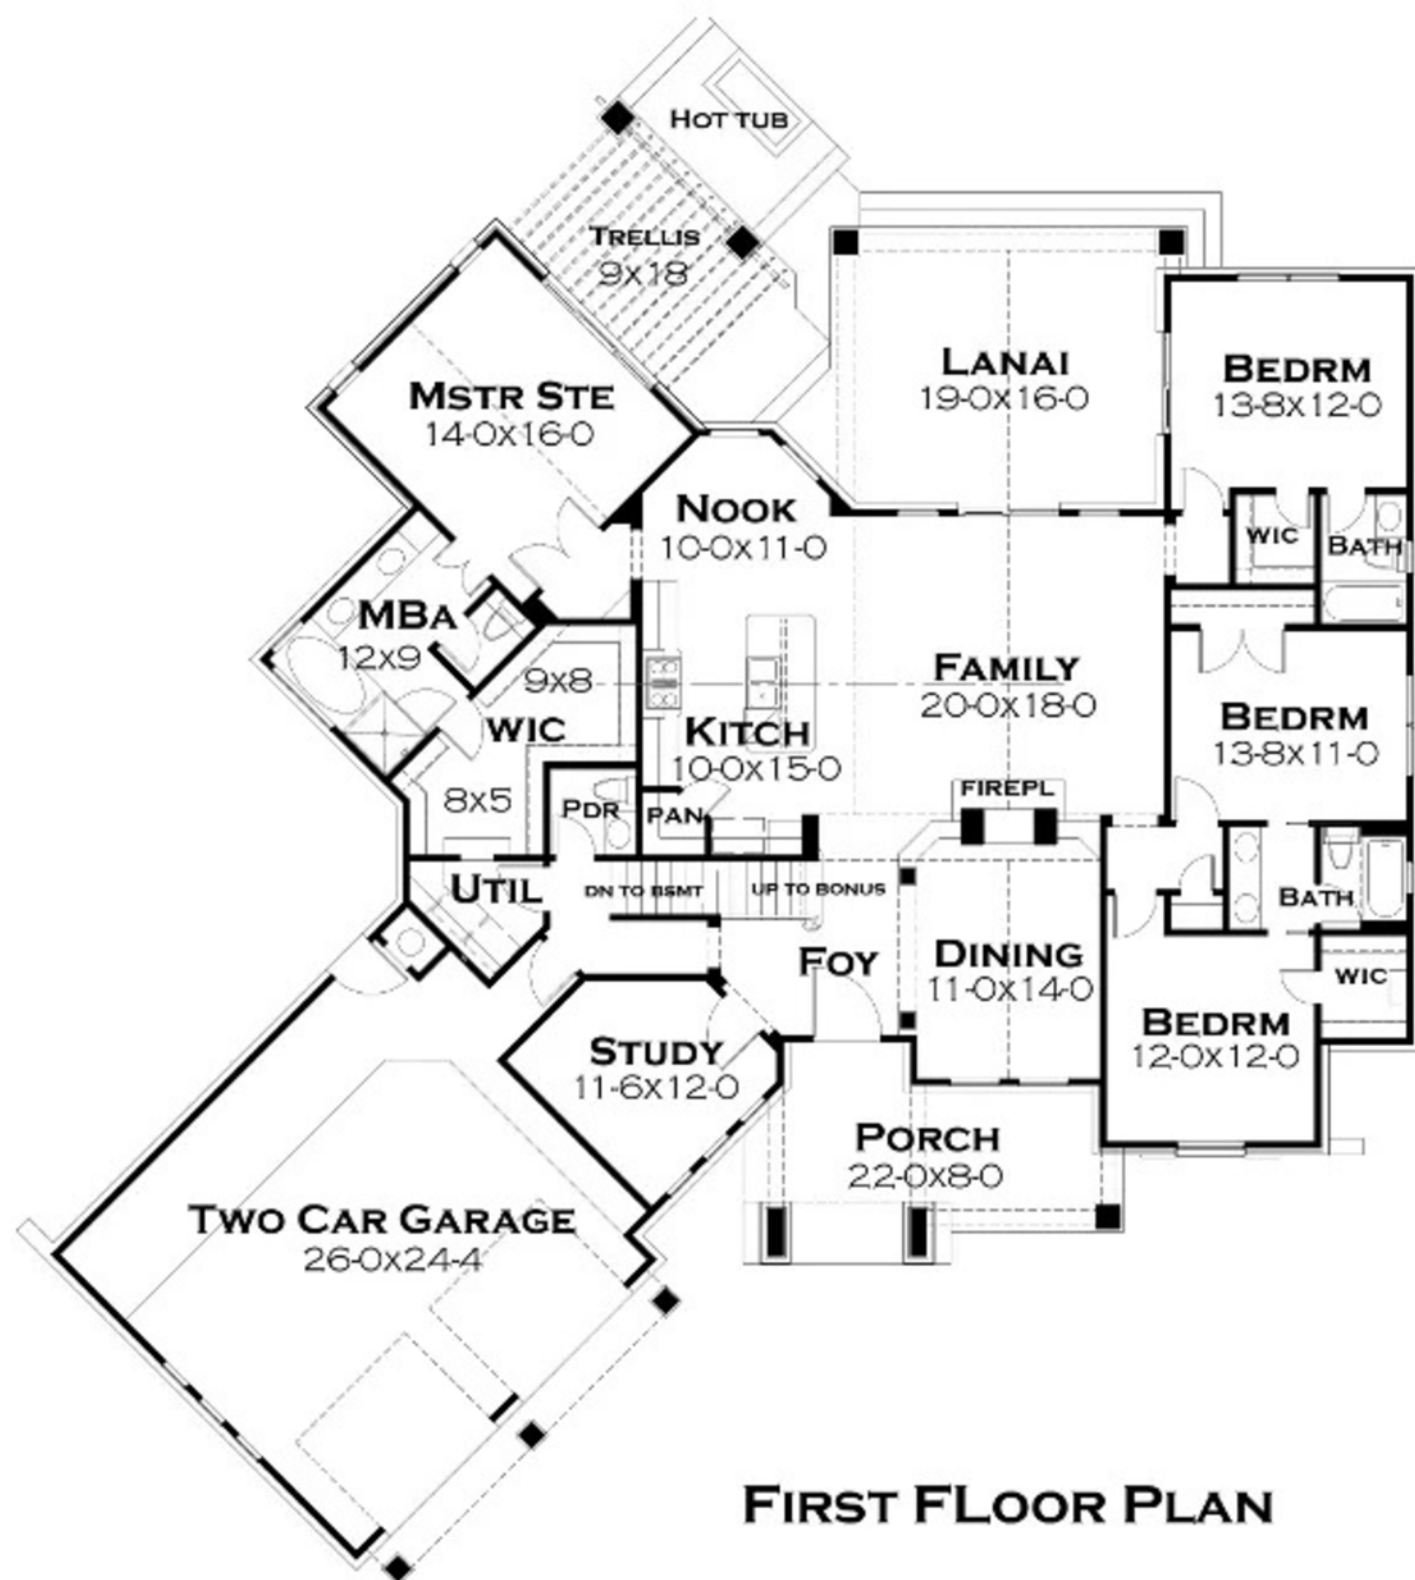 HOT TUB
TRELLIS
9X18
LANAI
19-0X16-0
BEDRM
13-8X12-0
MSTR STE
14-0X16-0
NOOK
10-0X11-0
WIC
BATH
MBA
12X9
9X8
WIC
8X5
FAMILY
20-0X18-0
KITCH
10-0X15-0
BEDRM
13-8X11-0
FIREPL
PDR
PAN
UTIL
DN TO BSMT
UP TO BONUS
BATH
FOY
DINING
11-0X14-0
WIC
BEDRM
12-0X12-0
STUDY
11-6X12-0
PORCH
22-0X8-0
TWO CAR GARAGE
26-0X24-4
FIRST FLOOR PLAN